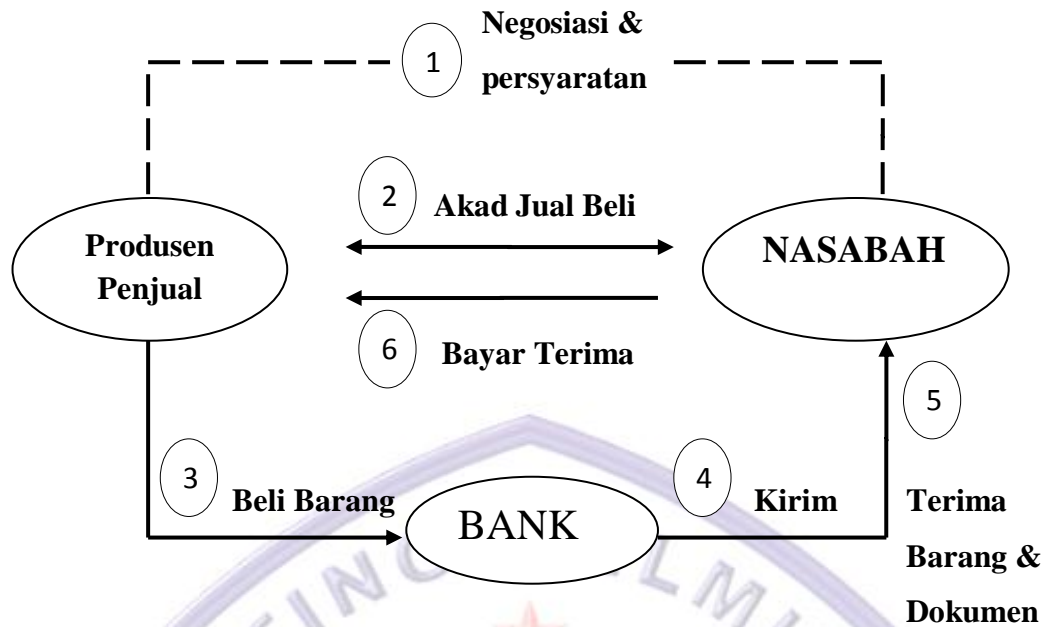 Negosiasi &
1
persyaratan
2
Akad Jual Beli
Produsen
Penjual
NASABAH
6
Bayar Terima
5
3
Beli Barang
BANK
4
Kirim
Terima
Barang &
Dokumen